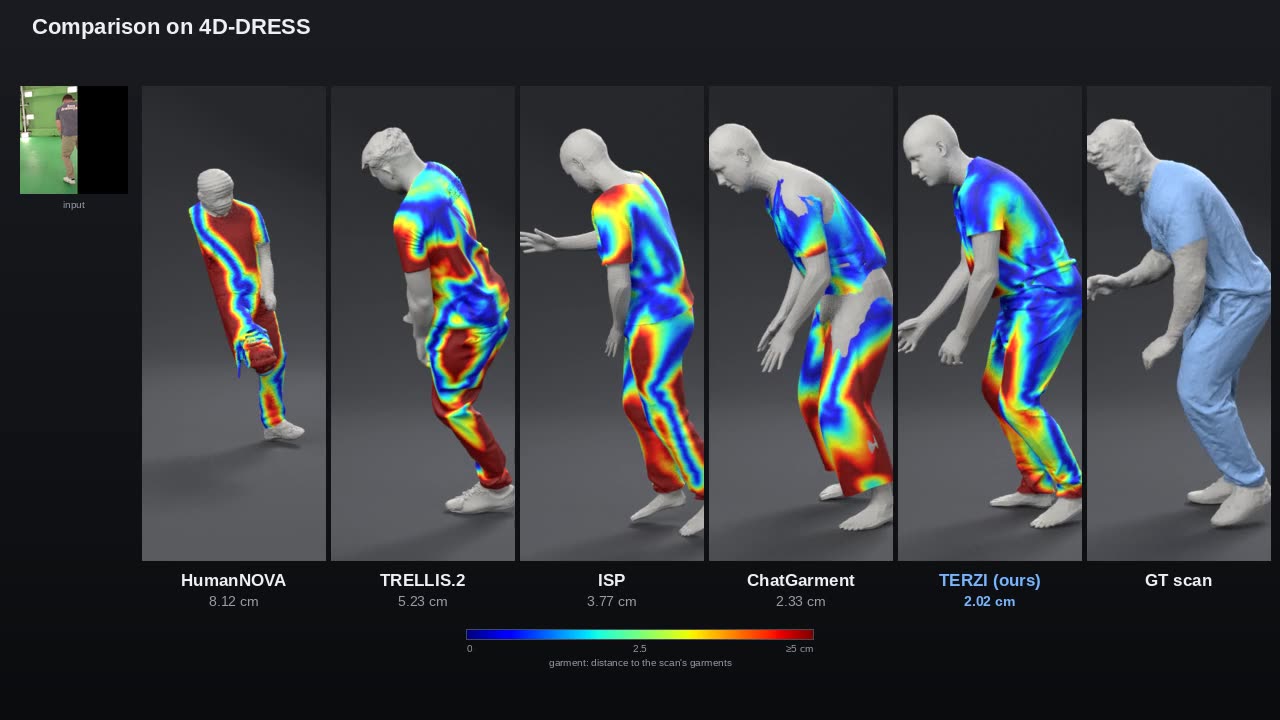 Comparison on 4D-DRESS
input
HumanNOVA
8.12 cm
TRELLIS.2
5.23 cm
ISP
3.77 cm
ChatGarment
2.33 cm
TERZI (ours)
2.02 cm
GT scan
0
2.5
≥5 cm
garment: distance to the scan's garments